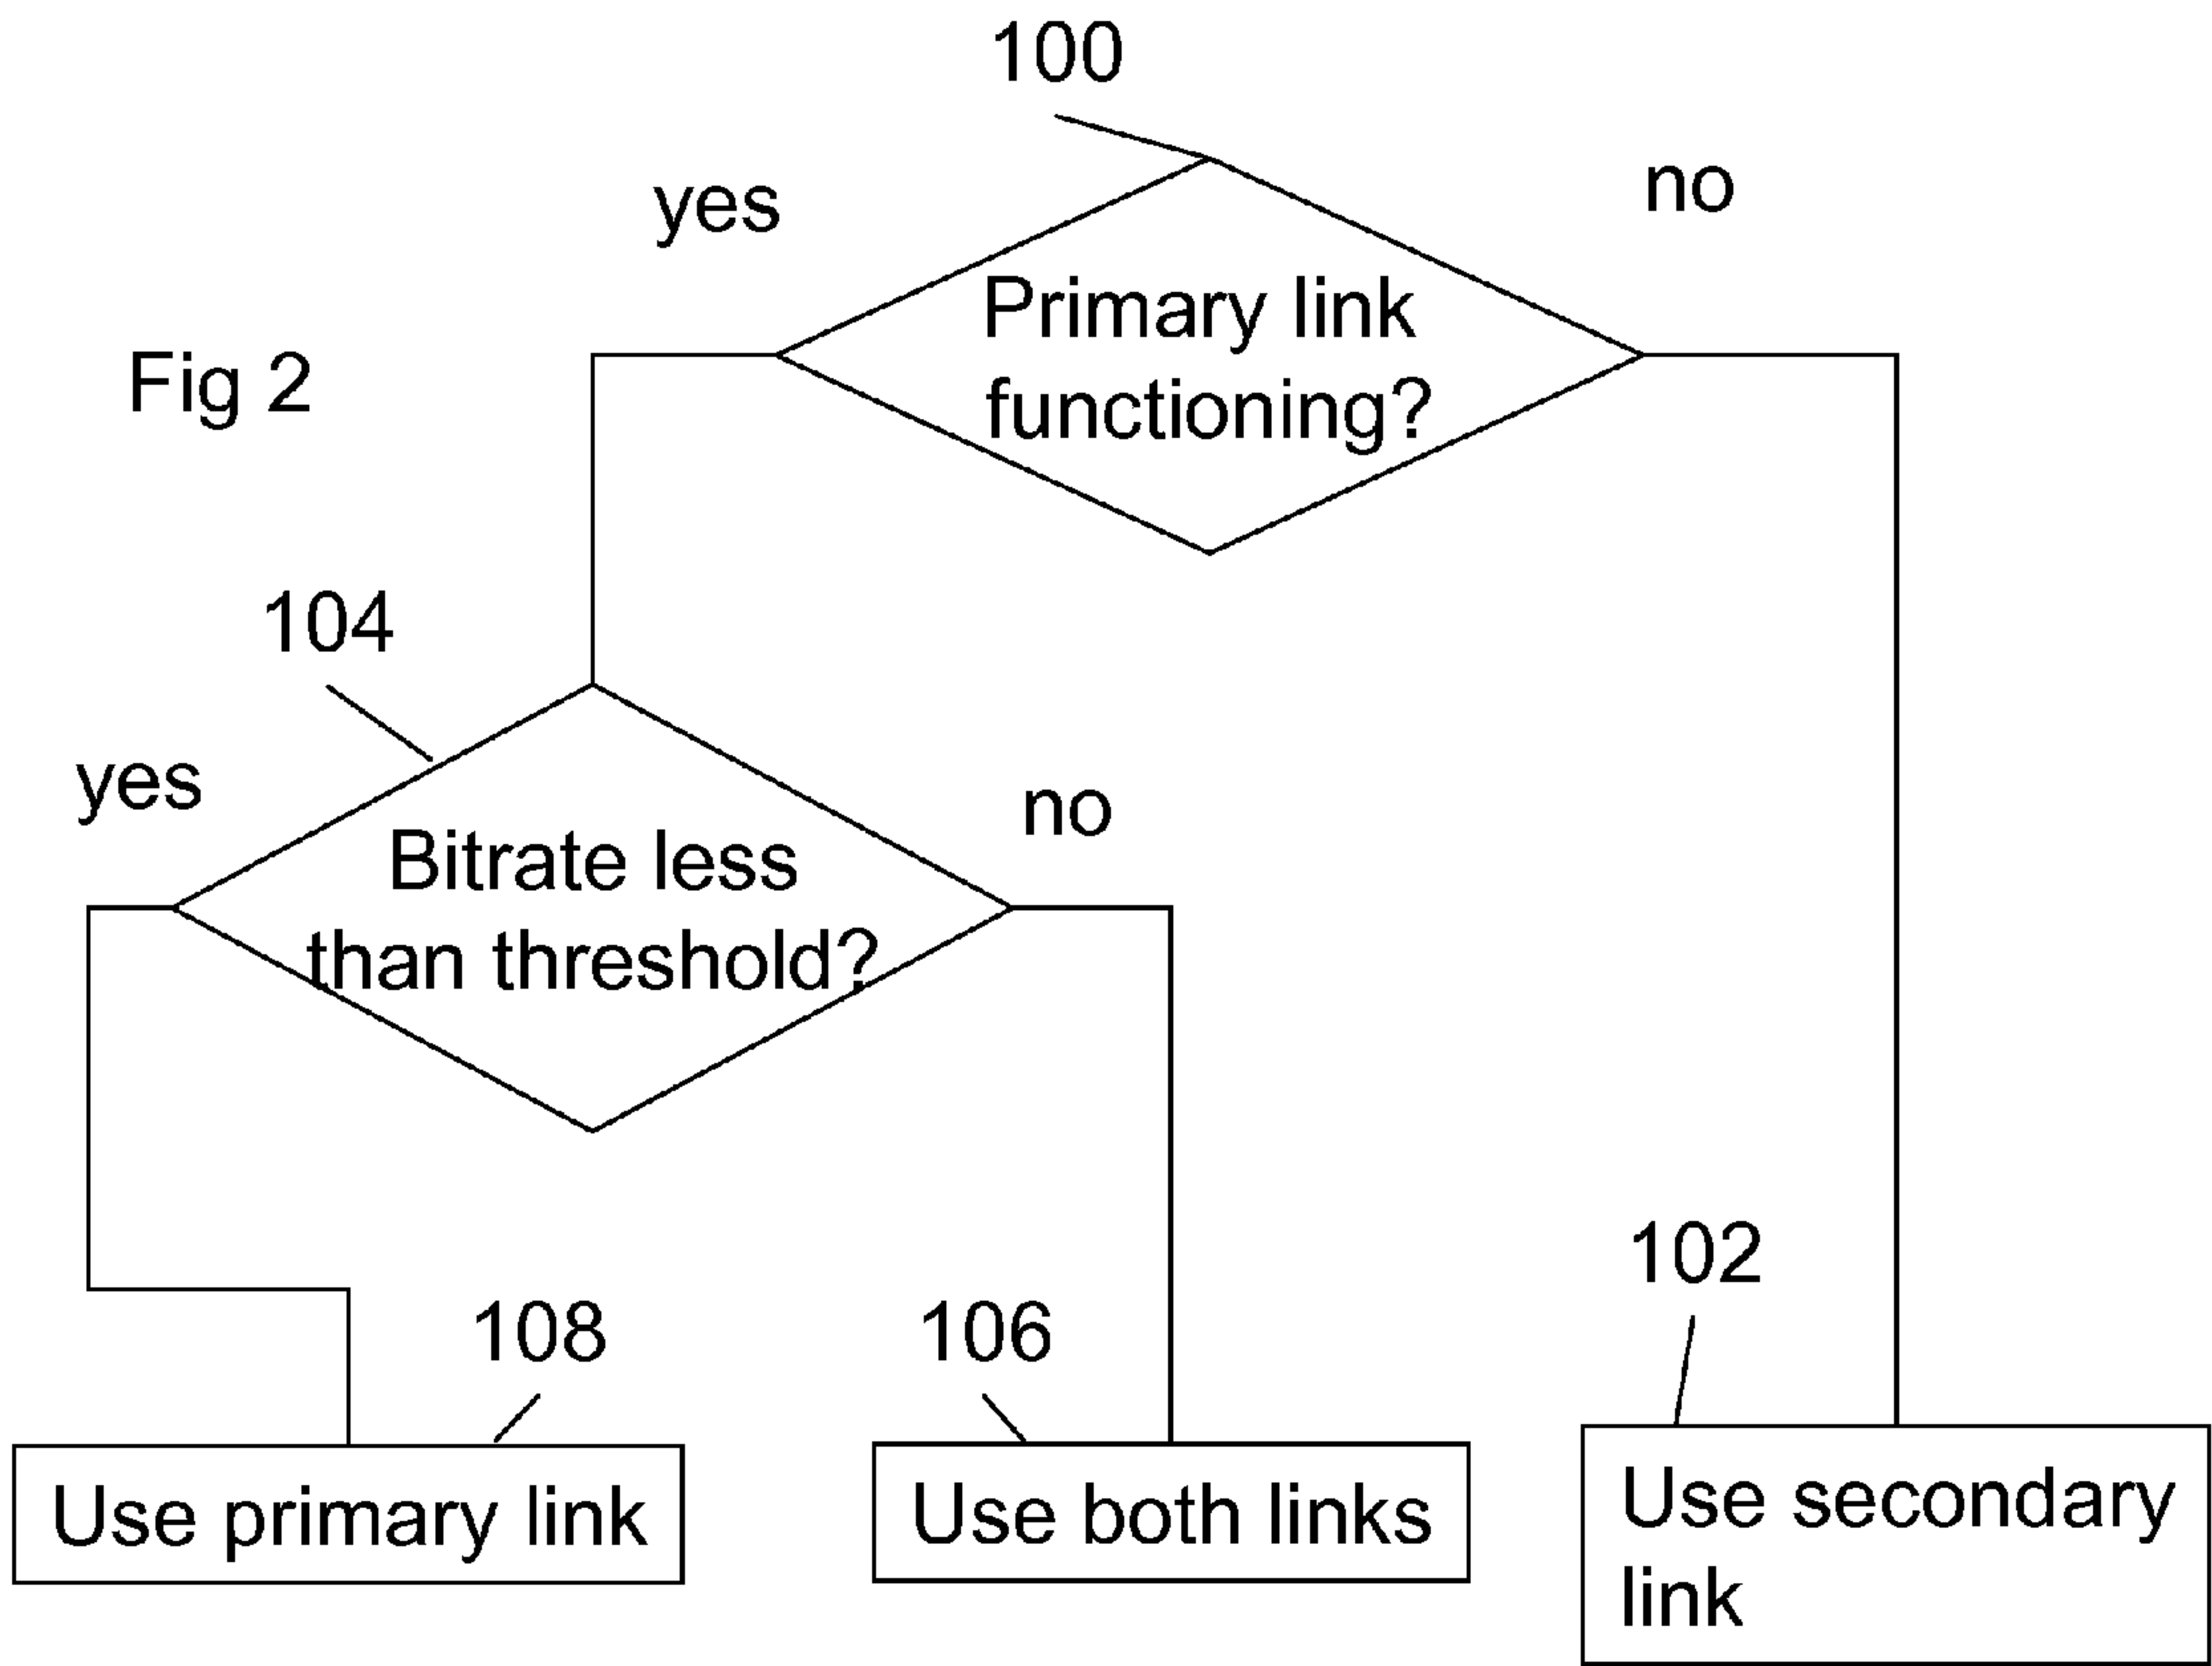 100
yes
no
Primary link
functioning?
Fig 2
104
yes
no
Bitrate less
than threshold?
102
108
106
Use primary link
Use both links
Use secondary
link